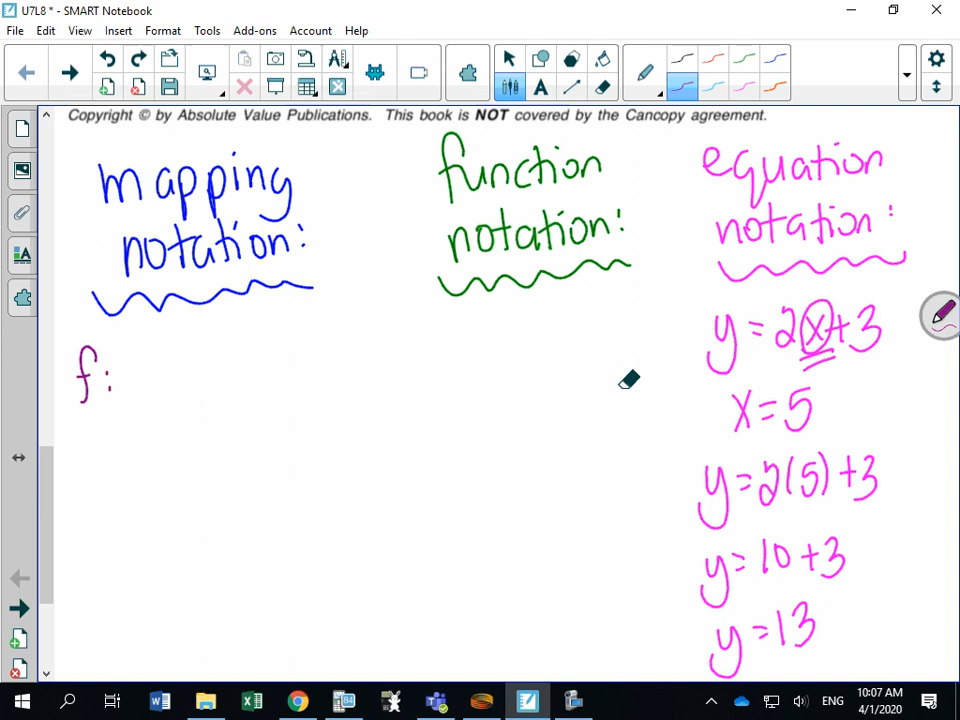 U7L8 * - SMART Notebook
File Edit View Insert Format Tools Add-ons Account Help
Copyright © by Absolute Value Publications. This book is NOT covered by the Cancopy agreement.
mapping
notation:
f:
function
notation:
equation
notation:
y = 2x + 3
x = 5
y = 2(5) + 3
y = 10 + 3
y = 13
ENG
10:07 AM
4/1/2020